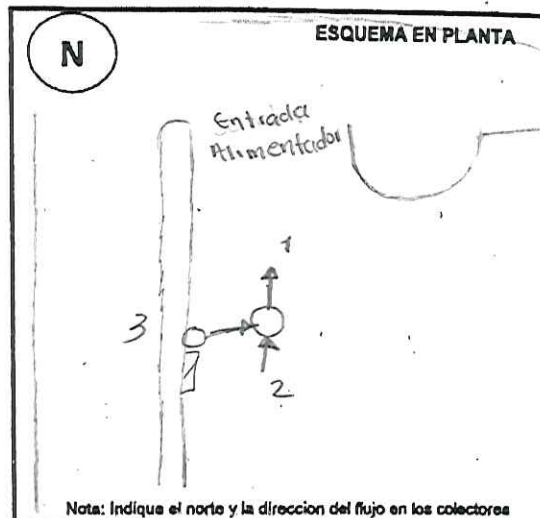 N
ESQUEMA EN PLANTA
Entrada
Alimentador
1
3
2
Nota: Indique el norte y la direccion del flujo en los colectores